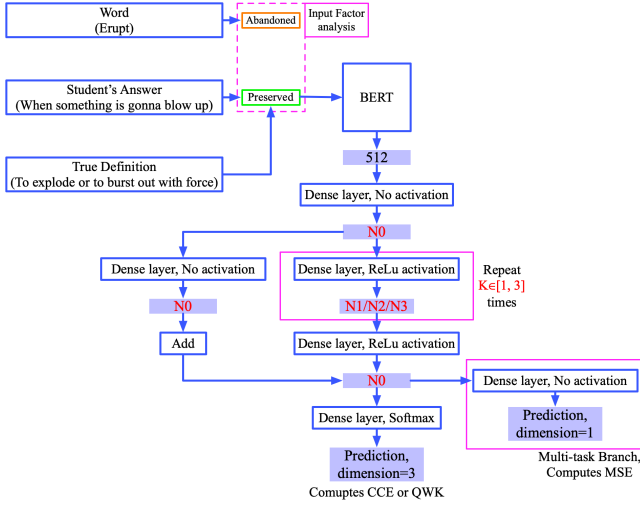 Word
(Erupt)
Abandoned
Input Factor
analysis
Student's Answer
(When something is gonna blow up)
Preserved
BERT
True Definition
(To explode or to burst out with force)
512
Dense layer, No activation
N0
Dense layer, No activation
Dense layer, ReLu activation
Repeat
K∈[1, 3]
times
N0
N1/N2/N3
Add
Dense layer, ReLu activation
N0
Dense layer, No activation
Dense layer, Softmax
Prediction,
dimension=1
Prediction,
dimension=3
Multi-task Branch,
Computes MSE
Comuptes CCE or QWK